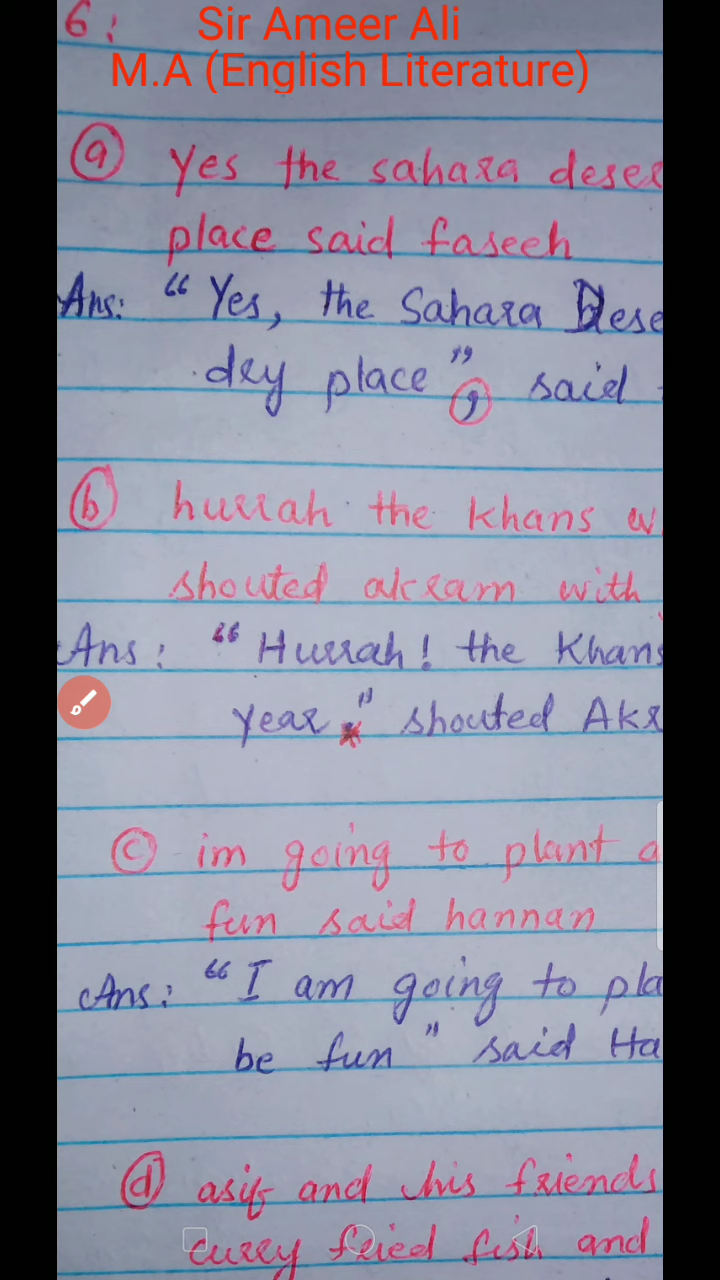 6:
Sir Ameer Ali
M.A (English Literature)
(a) Yes the sahara deser
place said faseeh
Ans: "Yes, the Sahara Dese
dry place", said
(b) hurrah the khans w
shouted akram with
Ans: "Hurrah! the Khans
year." shouted Akr
(c) im going to plant a
fun said hannan
Ans: "I am going to pla
be fun" said Ha
(d) asif and his friends
curry fried fish and